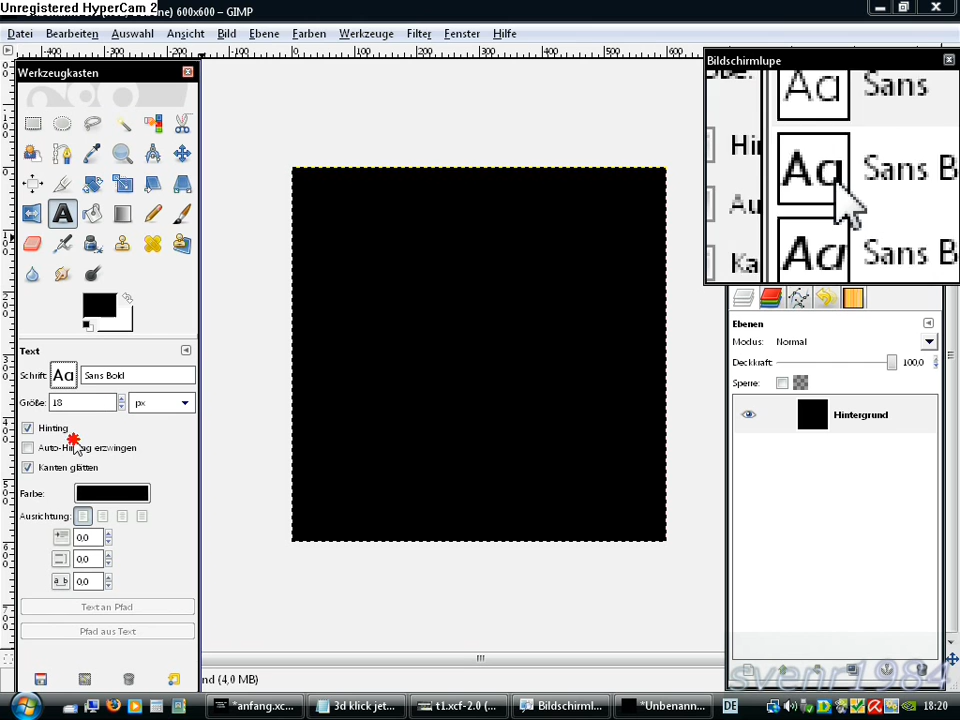 Unregistered HyperCam 2
600x600 – GIMP
Datei Bearbeiten Auswahl Ansicht Bild Ebene Farben Werkzeuge Filter Fenster Hilfe
Werkzeugkasten
Bildschirmlupe
Aa Sans
Aa Sans B
Aa Sans B
Hin
Au
Ka
Text
Schrift: Aa Sans Bold
Größe: 18 px
Hinting
Auto-Hinting erzwingen
Kanten glätten
Farbe:
Ausrichtung:
0,0
0,0
0,0
Text an Pfad
Pfad aus Text
Ebenen
Modus: Normal
Deckkraft: 100,0
Sperre:
Hintergrund
nd (4,0 MB)
svenr1984
*anfang.xc... 3d klick jet... t1.xcf-2.0 (... Bildschirml... *Unbenann... DE 18:20